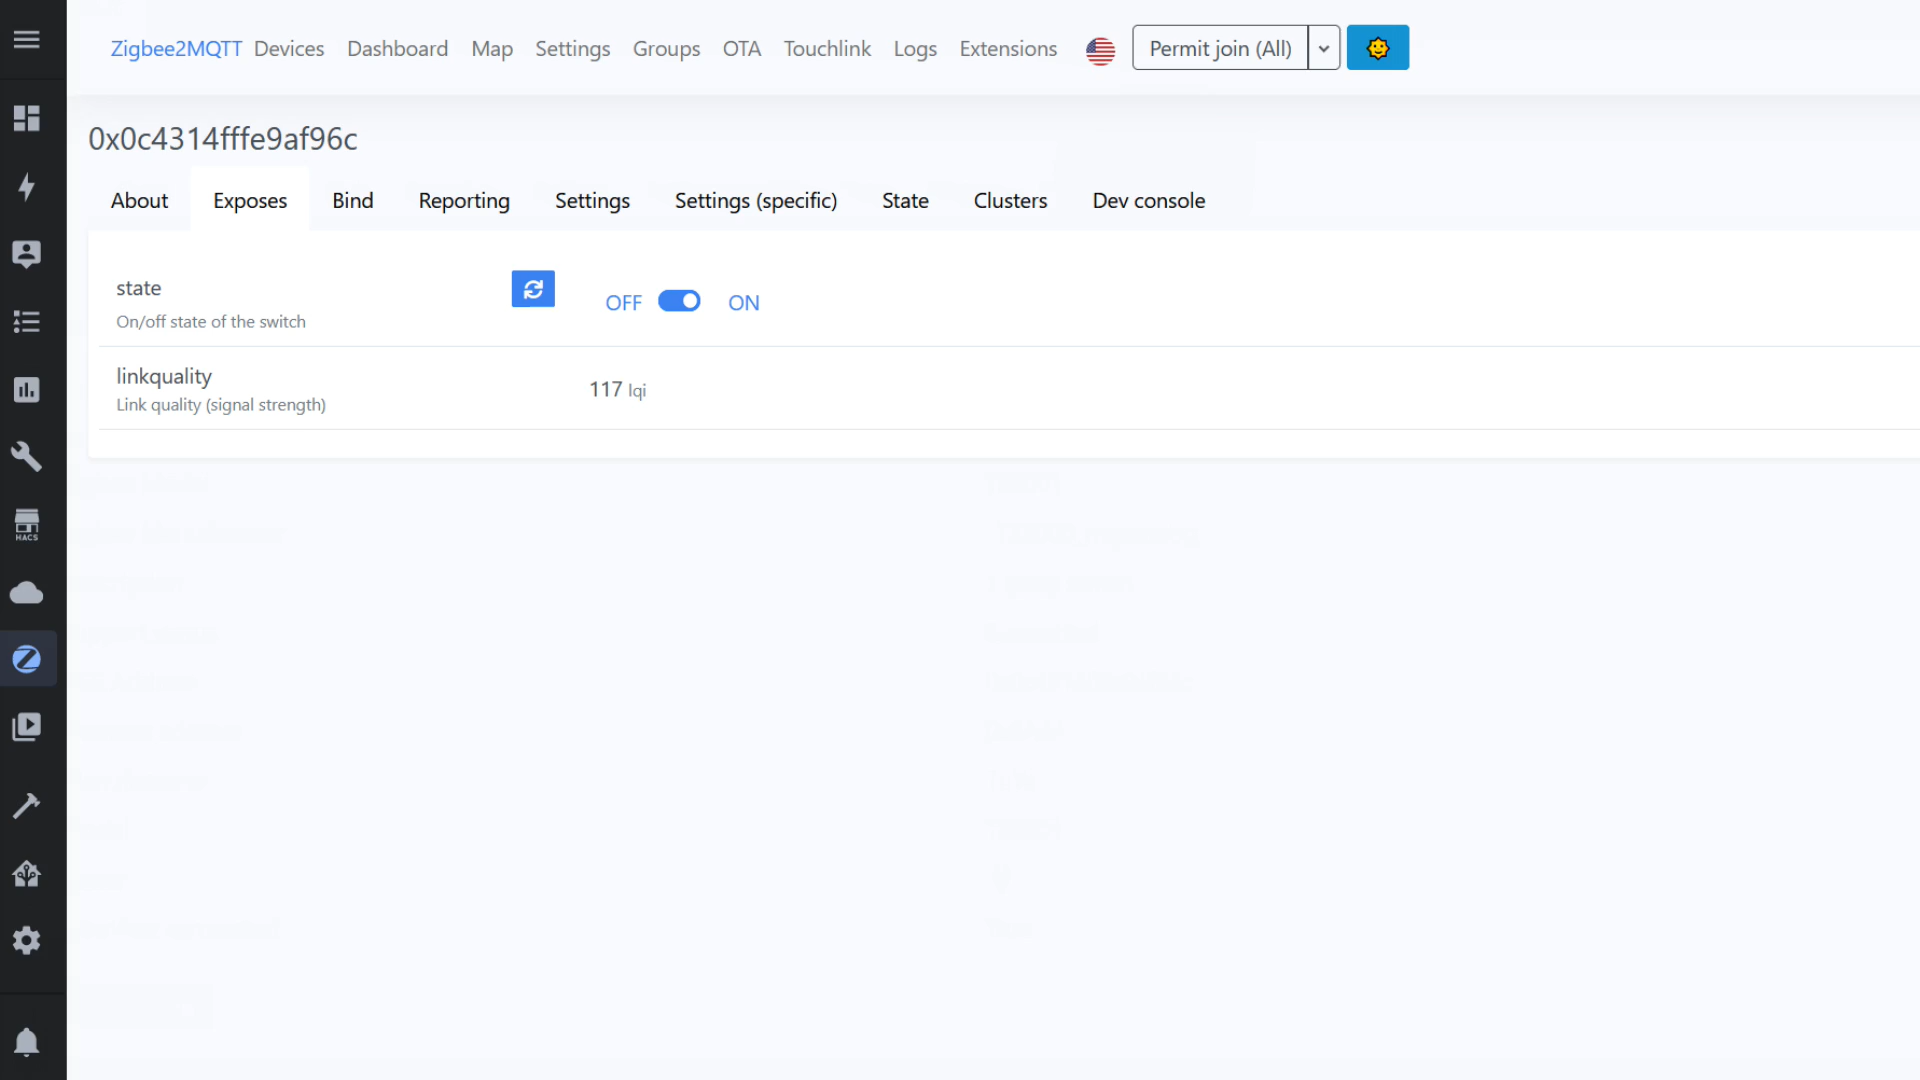 Zigbee2MQTT Devices Dashboard Map Settings Groups OTA Touchlink Logs Extensions Permit join (All)
0x0c4314fffe9af96c
About Exposes Bind Reporting Settings Settings (specific) State Clusters Dev console
state
OFF ON
On/off state of the switch
linkquality
117 lqi
Link quality (signal strength)
HACS